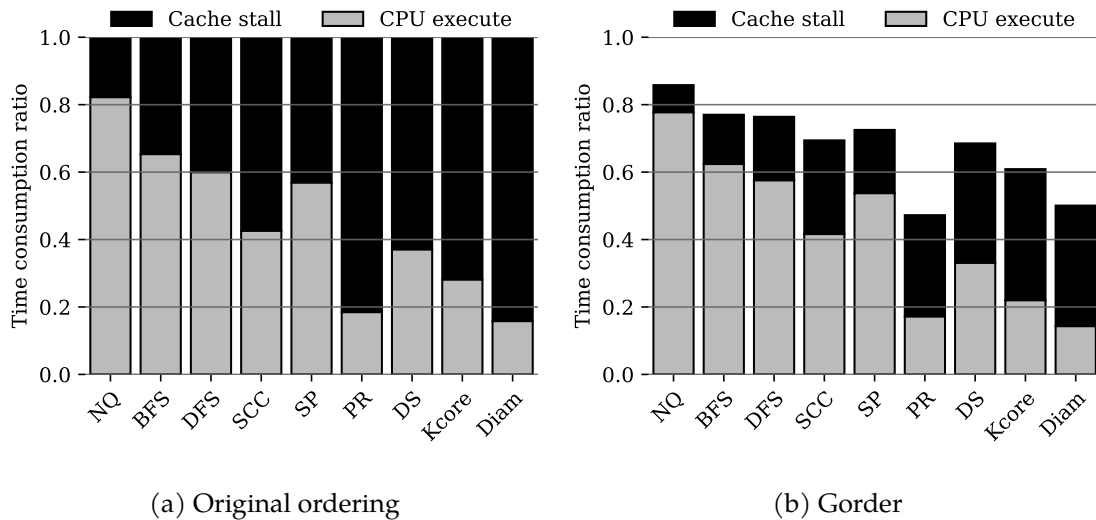 Cache stall CPU execute
Time consumption ratio
1.0
0.8
0.6
0.4
0.2
0.0
NQ BFS DFS SCC SP PR DS Kcore Diam
(a) Original ordering
Cache stall CPU execute
Time consumption ratio
1.0
0.8
0.6
0.4
0.2
0.0
NQ BFS DFS SCC SP PR DS Kcore Diam
(b) Gorder